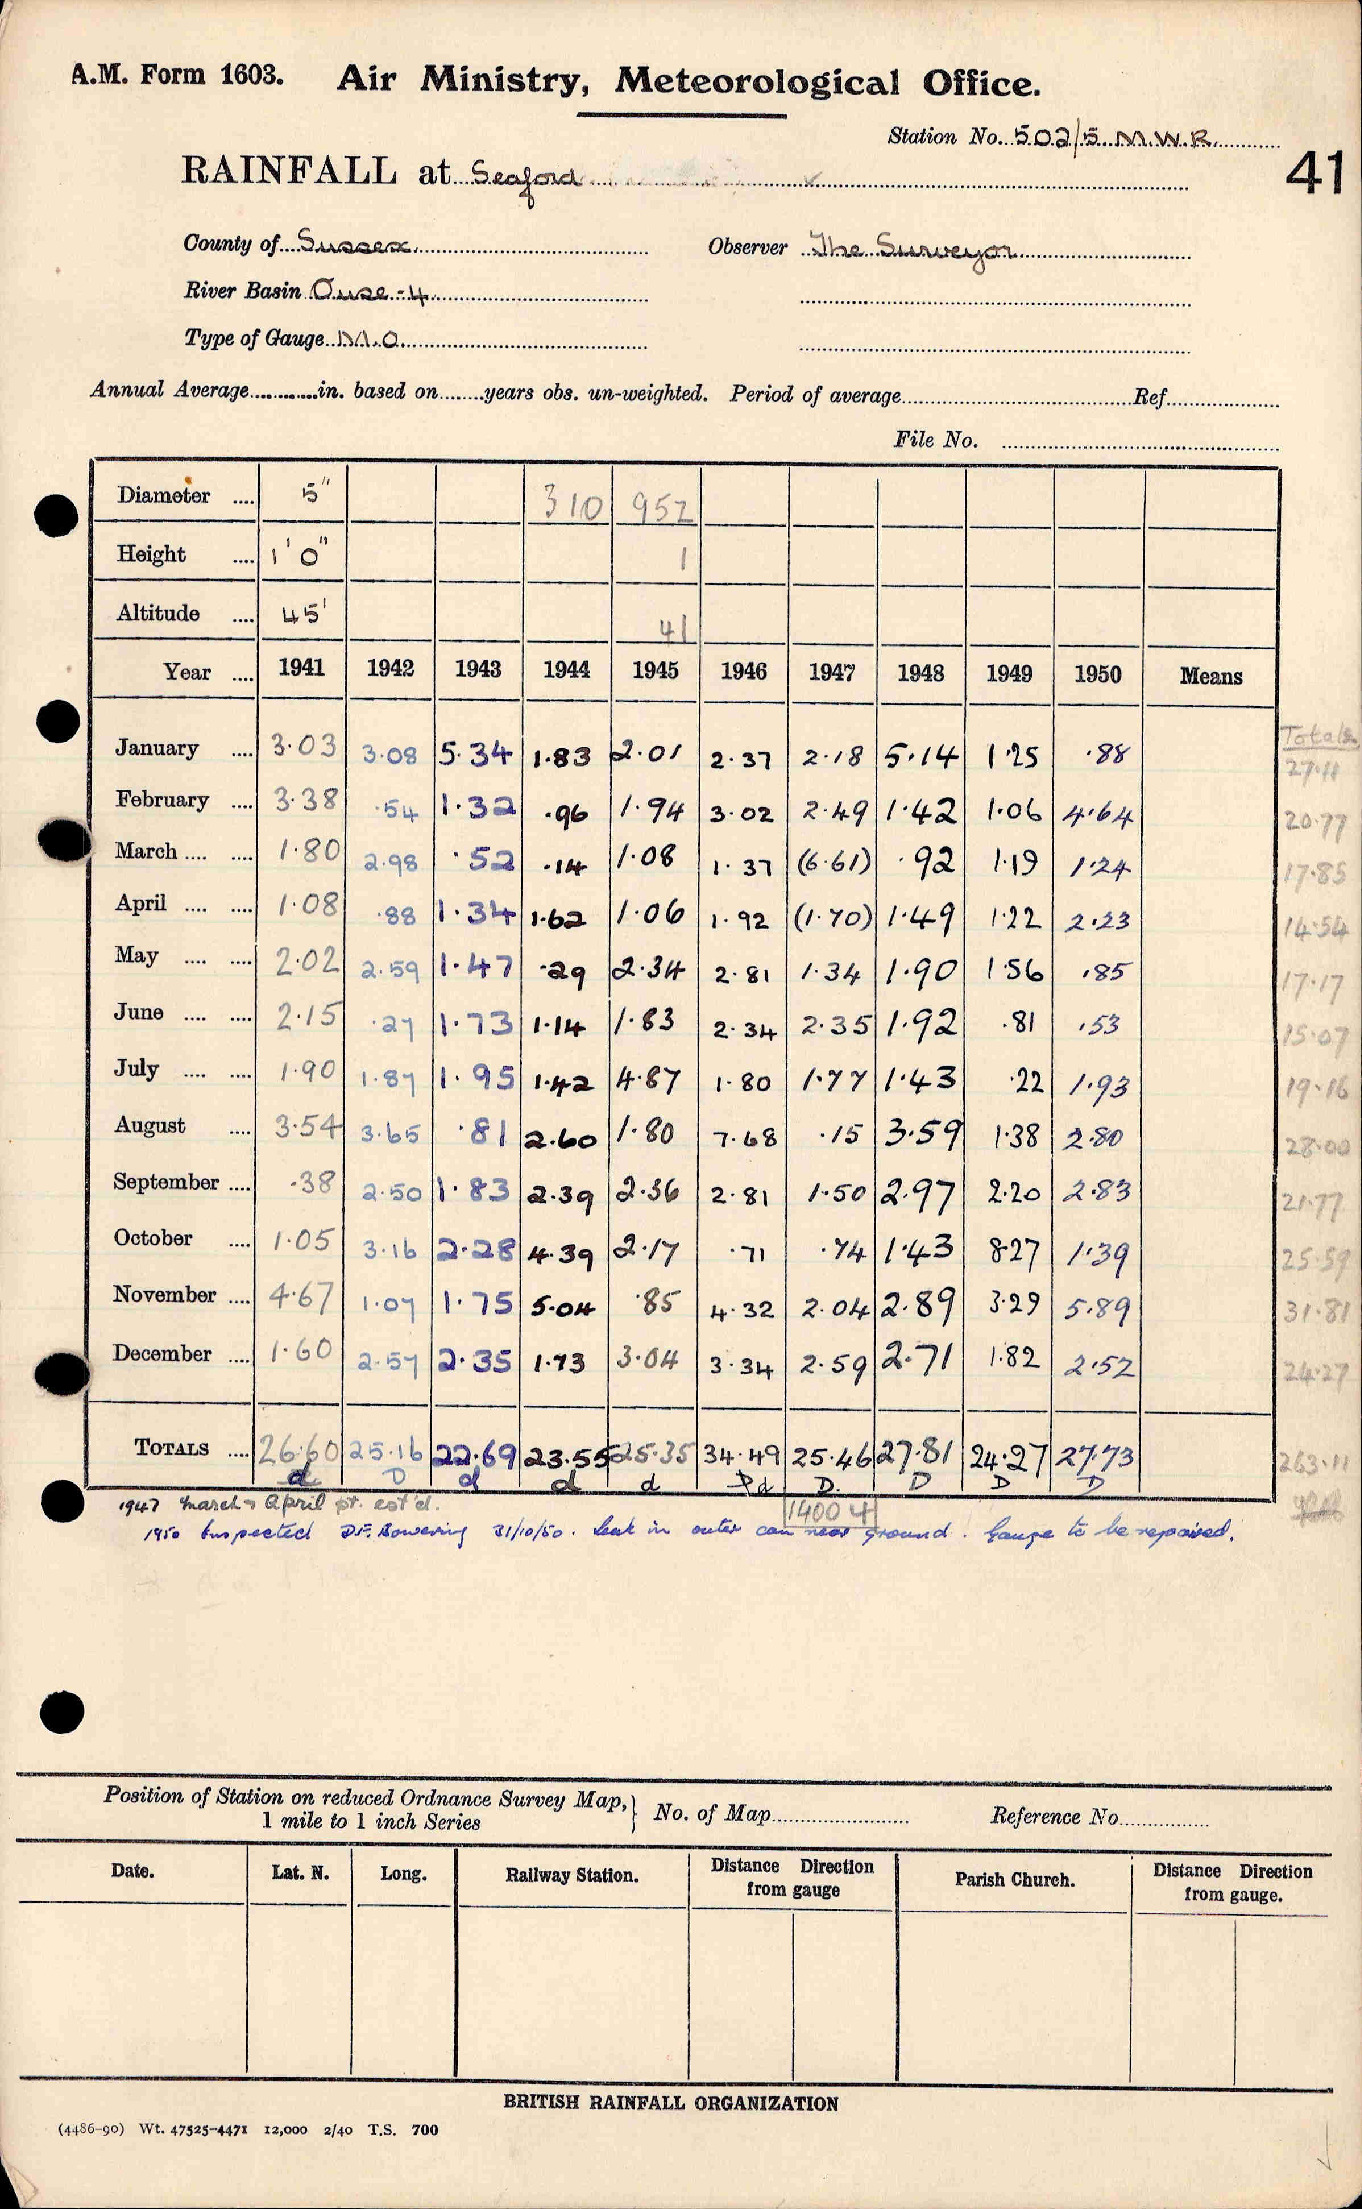 A.M. Form 1603. Air Ministry, Meteorological Office.
Station No. 502/5 M.W.R.
41
RAINFALL at Seaford
County of Sussex Observer The Surveyor
River Basin Ouse-4
Type of Gauge M.O.
Annual Average............in. based on........years obs. un-weighted. Period of average........Ref........
File No. ........
Diameter .... 5" 310 952
Height .... 1'0" 1
Altitude .... 45' 41
Year .... 1941 1942 1943 1944 1945 1946 1947 1948 1949 1950 Means
Totals
January .... 3.03 3.08 5.34 1.83 2.01 2.37 2.18 5.14 1.25 .88 27.11
February .... 3.38 .54 1.32 .96 1.94 3.02 2.49 1.42 1.06 4.64 20.77
March .... .... 1.80 2.98 .52 .14 1.08 1.37 (6.61) .92 1.19 1.24 17.85
April .... .... 1.08 .88 1.34 1.62 1.06 1.92 (1.70) 1.49 1.22 2.23 14.54
May .... .... 2.02 2.59 1.47 .29 2.34 2.81 1.34 1.90 1.56 .85 17.17
June .... .... 2.15 .27 1.73 1.14 1.83 2.34 2.35 1.92 .81 .53 15.07
July .... .... 1.90 1.87 1.95 1.42 4.87 1.80 1.77 1.43 .22 1.93 19.16
August .... 3.54 3.65 .81 2.60 1.80 7.68 .15 3.59 1.38 2.80 28.00
September .... .38 2.50 1.83 2.39 2.36 2.81 1.50 2.97 2.20 2.83 21.77
October .... 1.05 3.16 2.28 4.39 2.17 .71 .74 1.43 8.27 1.39 25.59
November .... 4.67 1.07 1.75 5.04 .85 4.32 2.04 2.89 3.29 5.89 31.81
December .... 1.60 2.57 2.35 1.73 3.04 3.34 2.59 2.71 1.82 2.52 24.27
TOTALS .... 26.60 25.16 22.69 23.55 25.35 34.49 25.46 27.81 24.27 27.73 263.11
d D d d d Pd D. D D D
1947 March & April pt. est'd. 1400 4
1950 Inspected D.F. Bowering 31/10/50. Leak in outer can near ground. Gauge to be repaired.
Position of Station on reduced Ordnance Survey Map, 1 mile to 1 inch Series } No. of Map........ Reference No........
Date. Lat. N. Long. Railway Station. Distance Direction from gauge Parish Church. Distance Direction from gauge.
BRITISH RAINFALL ORGANIZATION
(4486-90) Wt. 47525-4471 12,000 2/40 T.S. 700